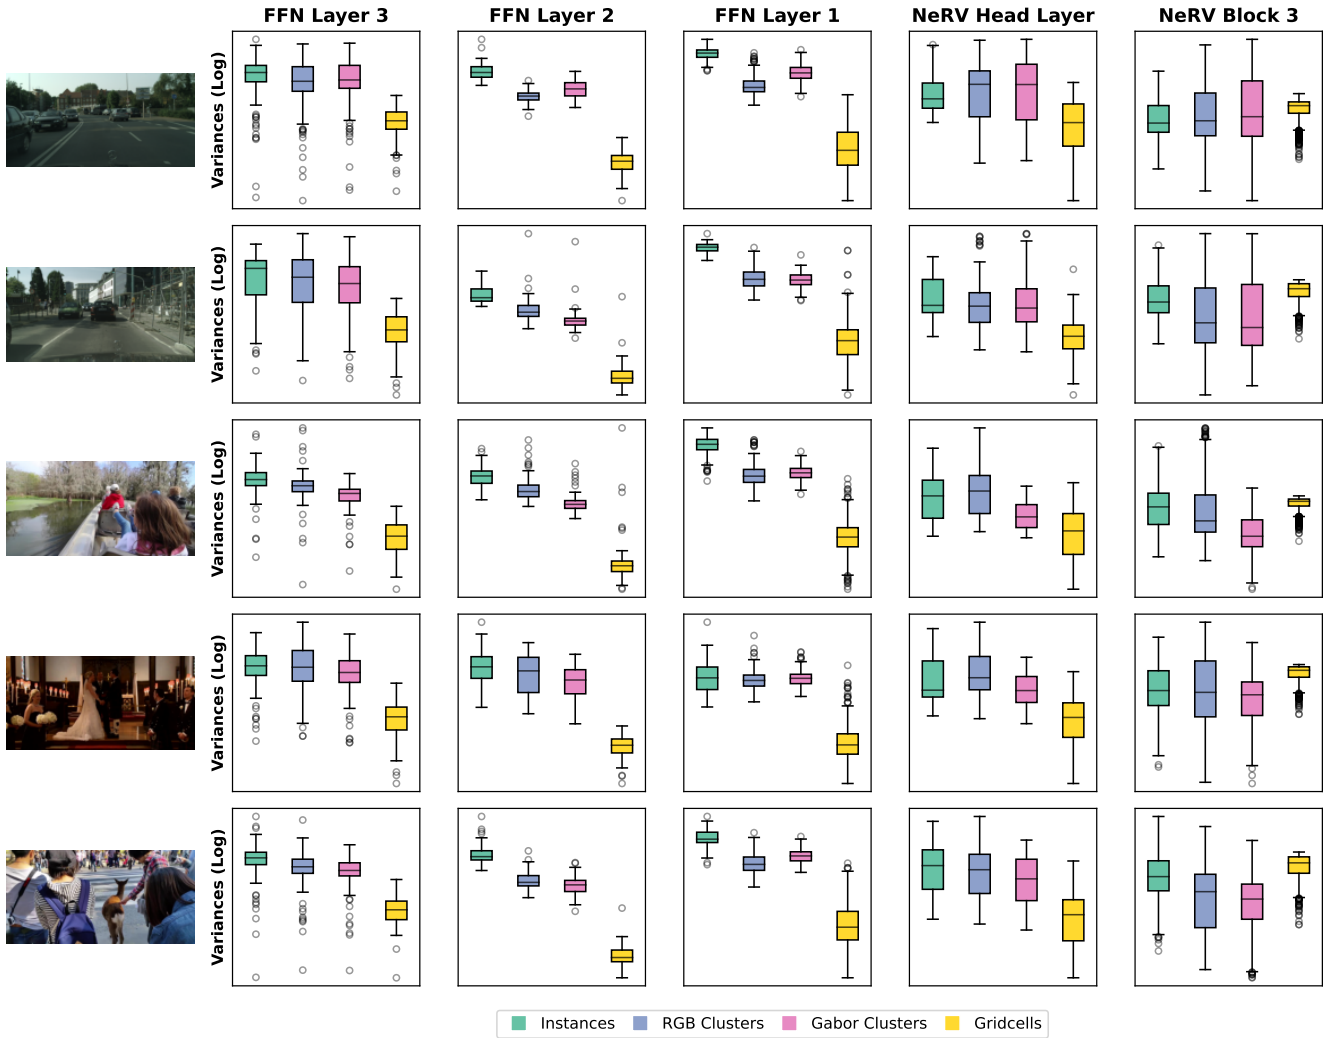 FFN Layer 3 FFN Layer 2 FFN Layer 1 NeRV Head Layer NeRV Block 3
Variances (Log)
Variances (Log)
Variances (Log)
Variances (Log)
Variances (Log)
Instances RGB Clusters Gabor Clusters Gridcells